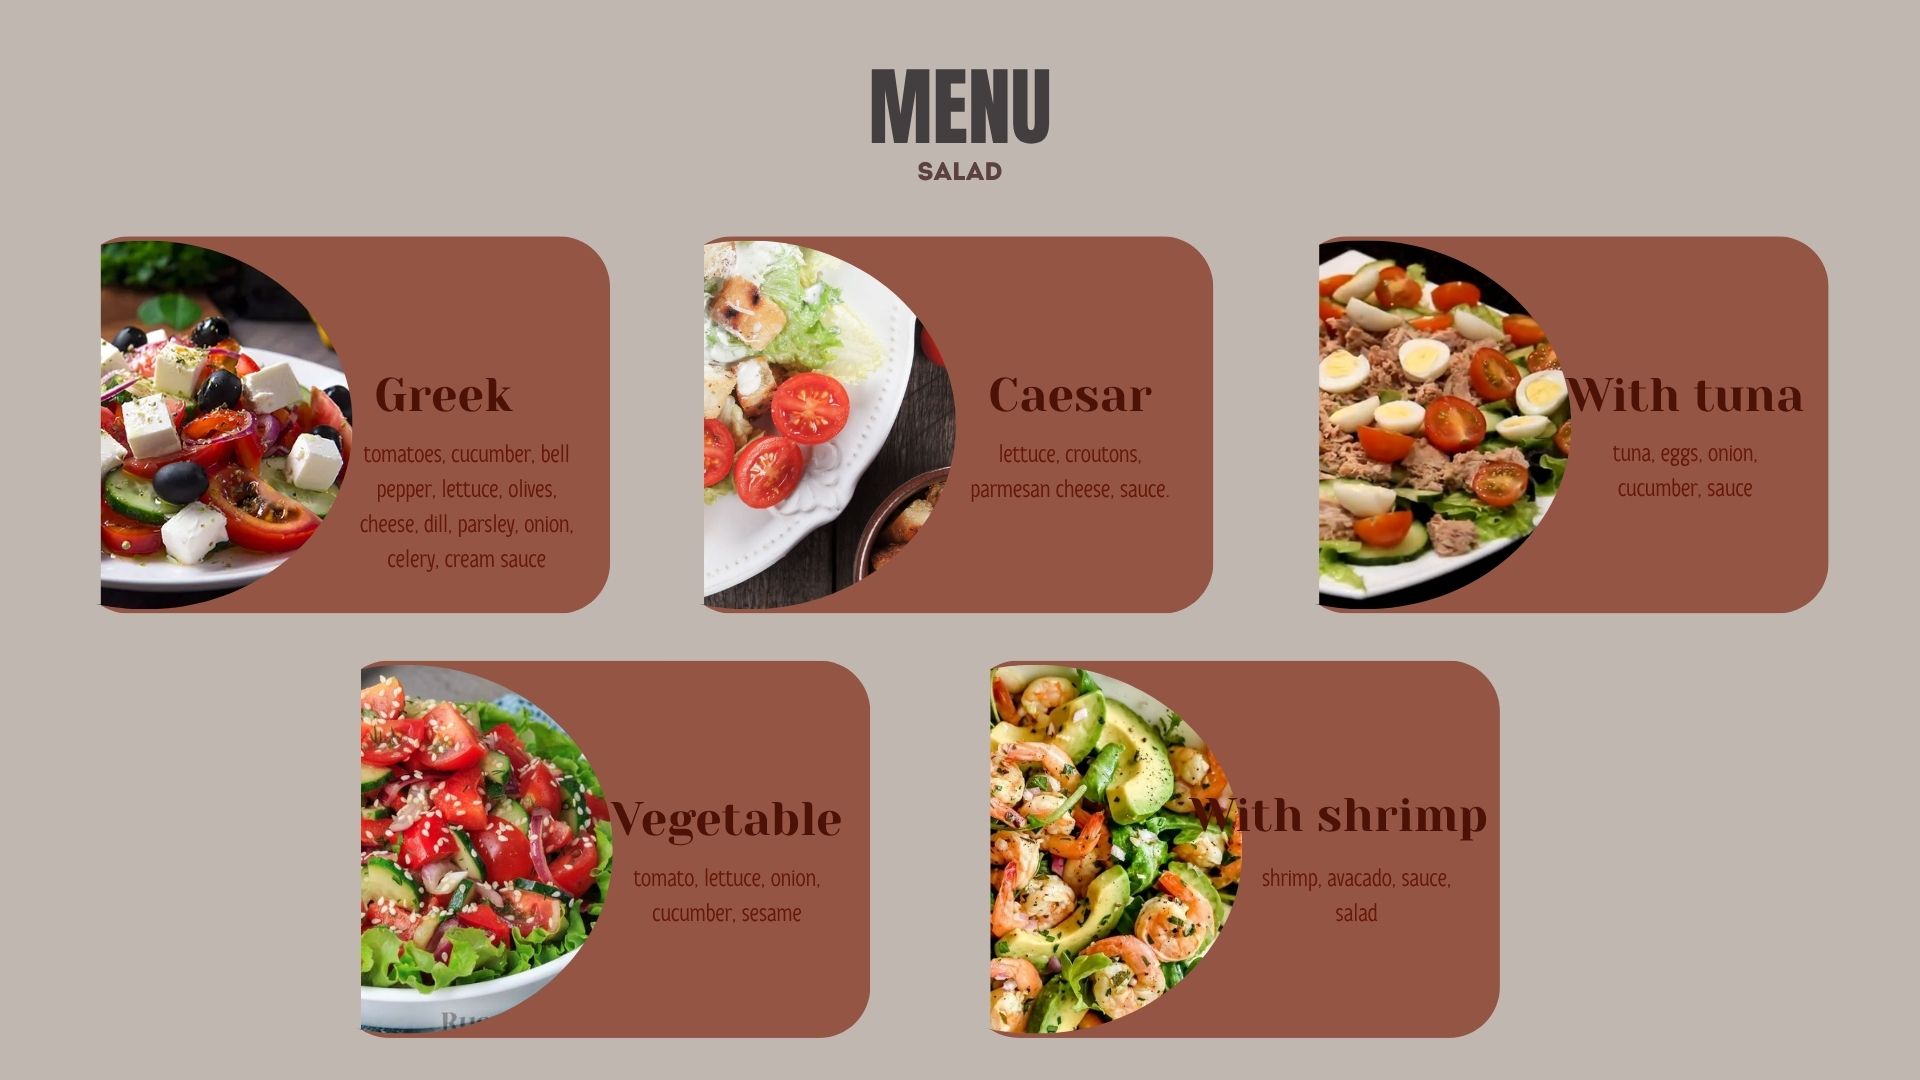 MENU
SALAD
Greek
tomatoes, cucumber, bell
pepper, lettuce, olives,
cheese, dill, parsley, onion,
celery, cream sauce
Caesar
lettuce, croutons,
parmesan cheese, sauce.
With tuna
tuna, eggs, onion,
cucumber, sauce
Vegetable
tomato, lettuce, onion,
cucumber, sesame
With shrimp
shrimp, avacado, sauce,
salad